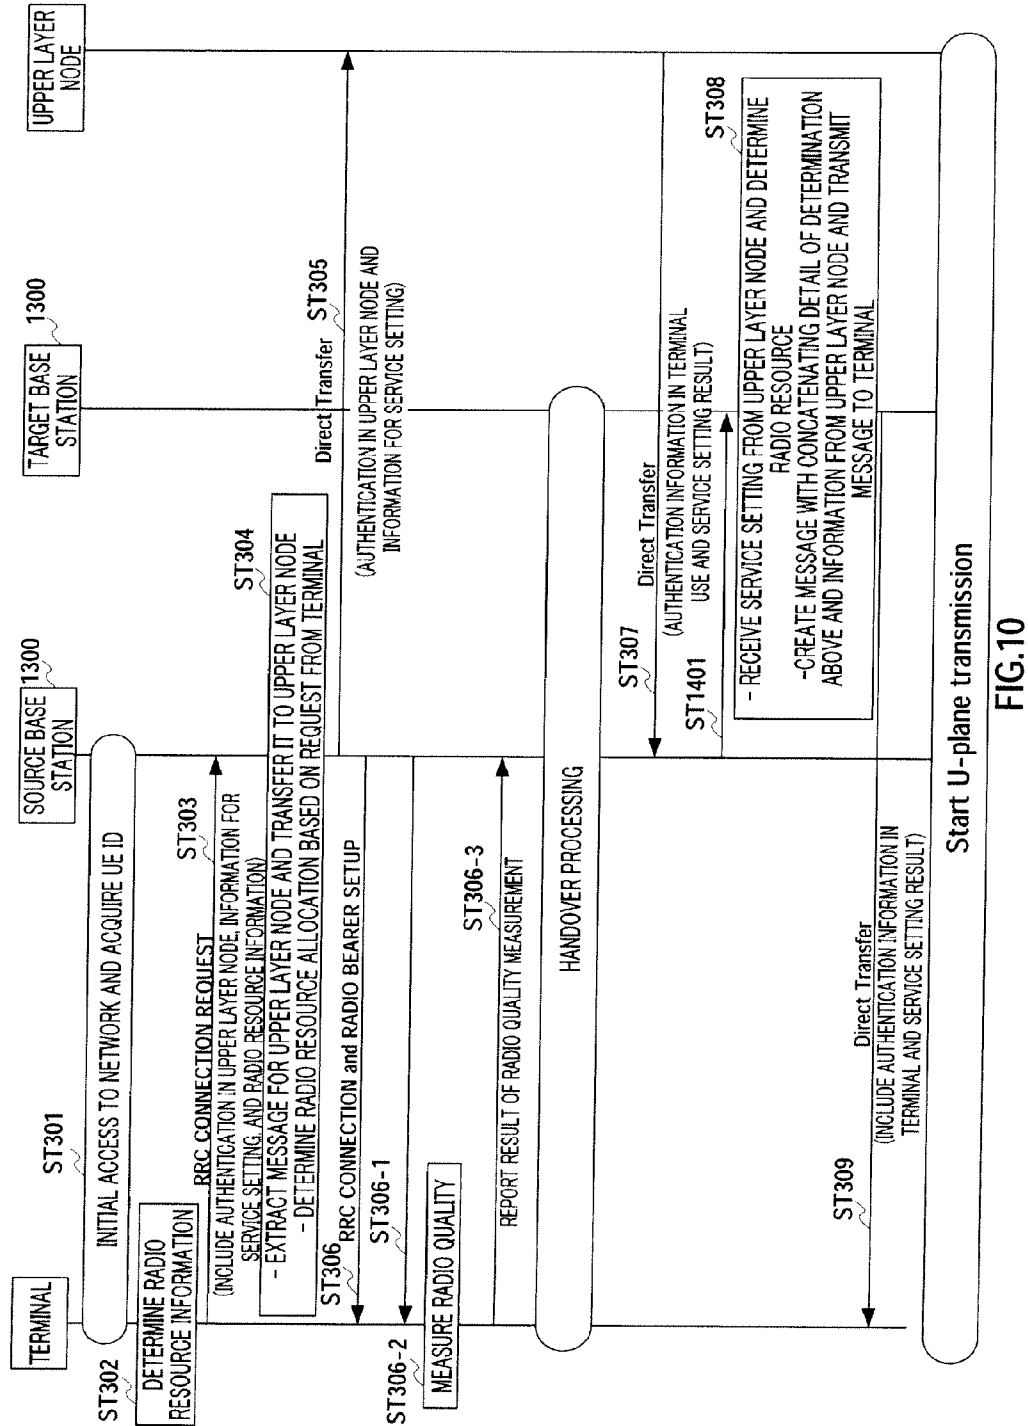 TERMINAL
SOURCE BASE
STATION
1300
TARGET BASE
STATION
1300
UPPER LAYER
NODE
ST301
INITIAL ACCESS TO NETWORK AND ACQUIRE UE ID
ST302
DETERMINE RADIO
RESOURCE INFORMATION
RRC CONNECTION REQUEST
ST303
(INCLUDE AUTHENTICATION IN UPPER LAYER NODE, INFORMATION FOR
SERVICE SETTING, AND RADIO RESOURCE INFORMATION)
ST304
- EXTRACT MESSAGE FOR UPPER LAYER NODE AND TRANSFER IT TO UPPER LAYER NODE
- DETERMINE RADIO RESOURCE ALLOCATION BASED ON REQUEST FROM TERMINAL
Direct Transfer
ST305
(AUTHENTICATION IN UPPER LAYER NODE AND
INFORMATION FOR SERVICE SETTING)
ST306
RRC CONNECTION and RADIO BEARER SETUP
ST306-1
ST306-2
MEASURE RADIO QUALITY
ST306-3
REPORT RESULT OF RADIO QUALITY MEASUREMENT
HANDOVER PROCESSING
ST307
Direct Transfer
(AUTHENTICATION INFORMATION IN TERMINAL
USE AND SERVICE SETTING RESULT)
ST1401
ST308
- RECEIVE SERVICE SETTING FROM UPPER LAYER NODE AND DETERMINE
RADIO RESOURCE
-CREATE MESSAGE WITH CONCATENATING DETAIL OF DETERMINATION
ABOVE AND INFORMATION FROM UPPER LAYER NODE AND TRANSMIT
MESSAGE TO TERMINAL
ST309
Direct Transfer
(INCLUDE AUTHENTICATION INFORMATION IN
TERMINAL AND SERVICE SETTING RESULT)
Start U-plane transmission
FIG.10